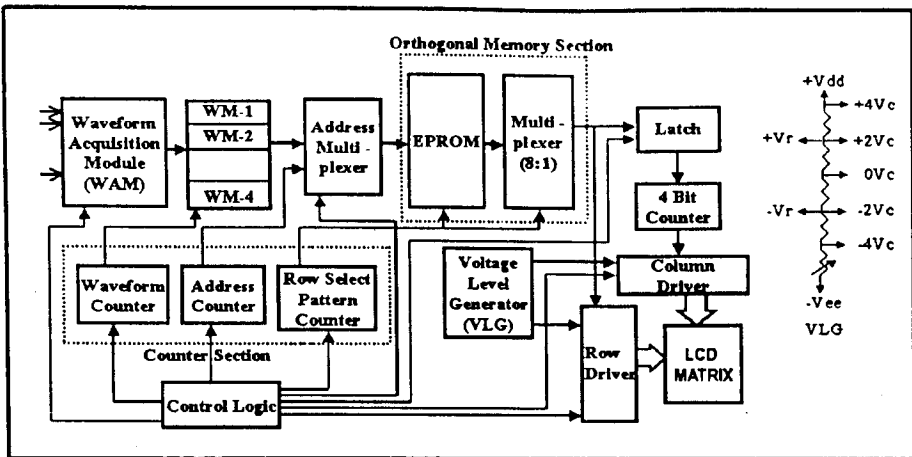 Orthogonal Memory Section
Waveform
Acquisition
Module
(WAM)
WM-1
WM-2
WM-4
Address
Multi -
plexer
EPROM
Multi -
plexer
(8:1)
Latch
4 Bit
Counter
Column
Driver
Voltage
Level
Generator
(VLG)
Waveform
Counter
Address
Counter
Row Select
Pattern
Counter
Counter Section
Control Logic
Row
Driver
LCD
MATRIX
+Vdd
+4Vc
+Vr
+2Vc
0Vc
-Vr
-2Vc
-4Vc
-Vee
VLG